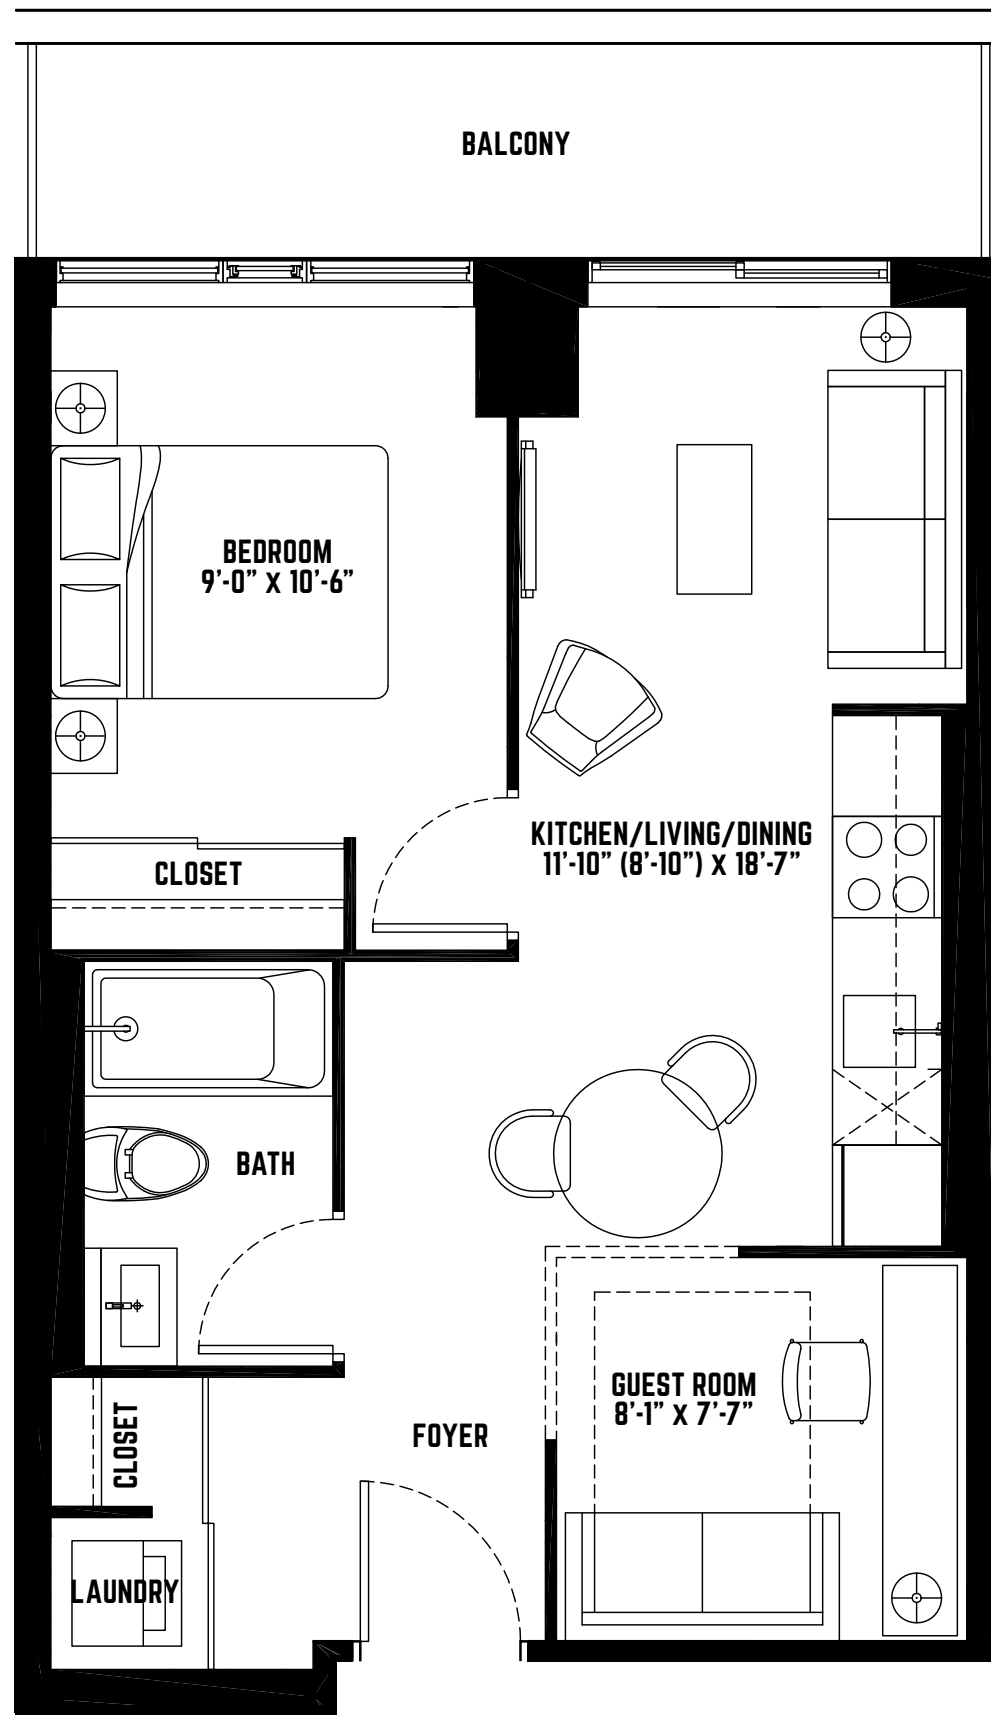 BALCONY
BEDROOM
9'-0" X 10'-6"
KITCHEN/LIVING/DINING
11'-10" (8'-10") X 18'-7"
CLOSET
BATH
GUEST ROOM
8'-1" X 7'-7"
FOYER
CLOSET
LAUNDRY